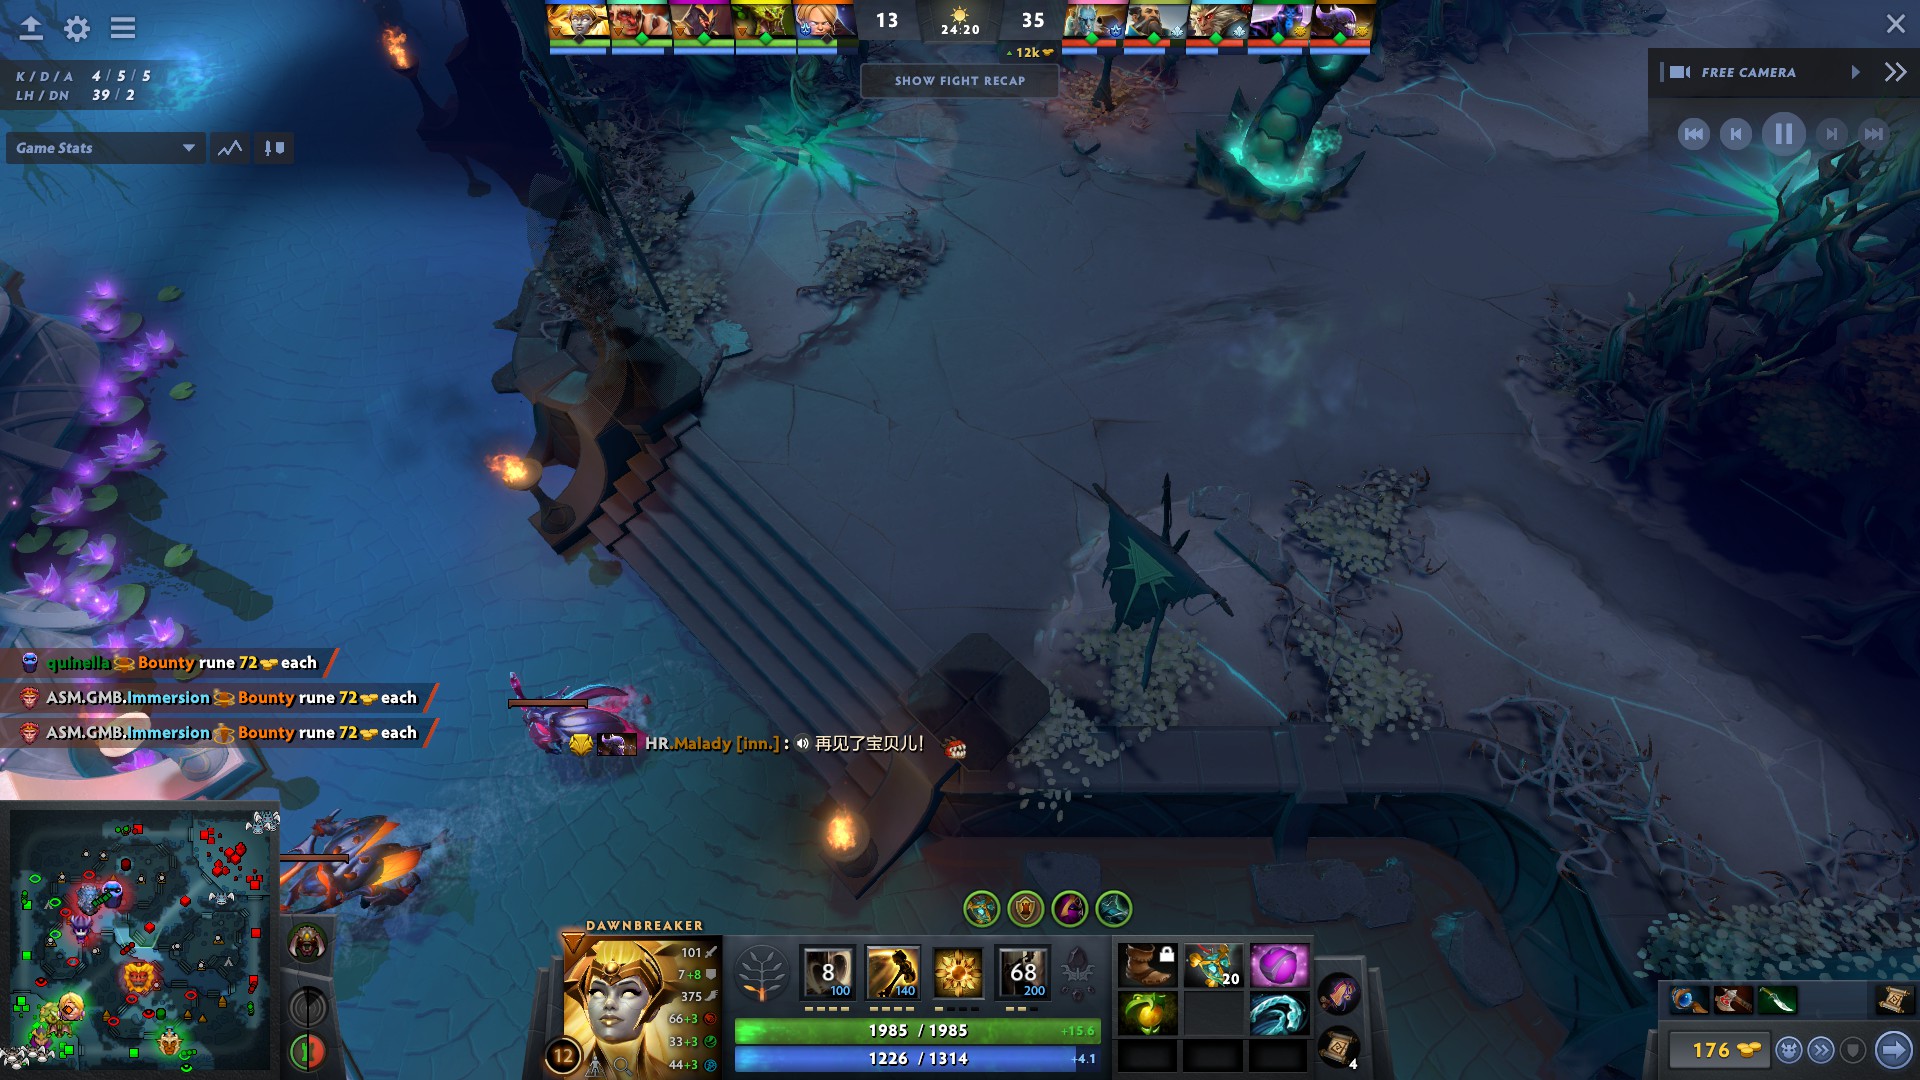 13
24:20
35
12k
SHOW FIGHT RECAP
K / D / A 4 / 5 / 5
LH / DN 39 / 2
Game Stats
FREE CAMERA
quinella Bounty rune 72 each
ASM.GMB.Immersion Bounty rune 72 each
ASM.GMB.Immersion Bounty rune 72 each
HR.Malady [inn.] : 再见了宝贝儿!
DAWNBREAKER
101
7+8
375
66+3
33+3
44+3
12
8
100
140
68
200
1985 / 1985
+15.6
1226 / 1314
+4.1
20
4
176